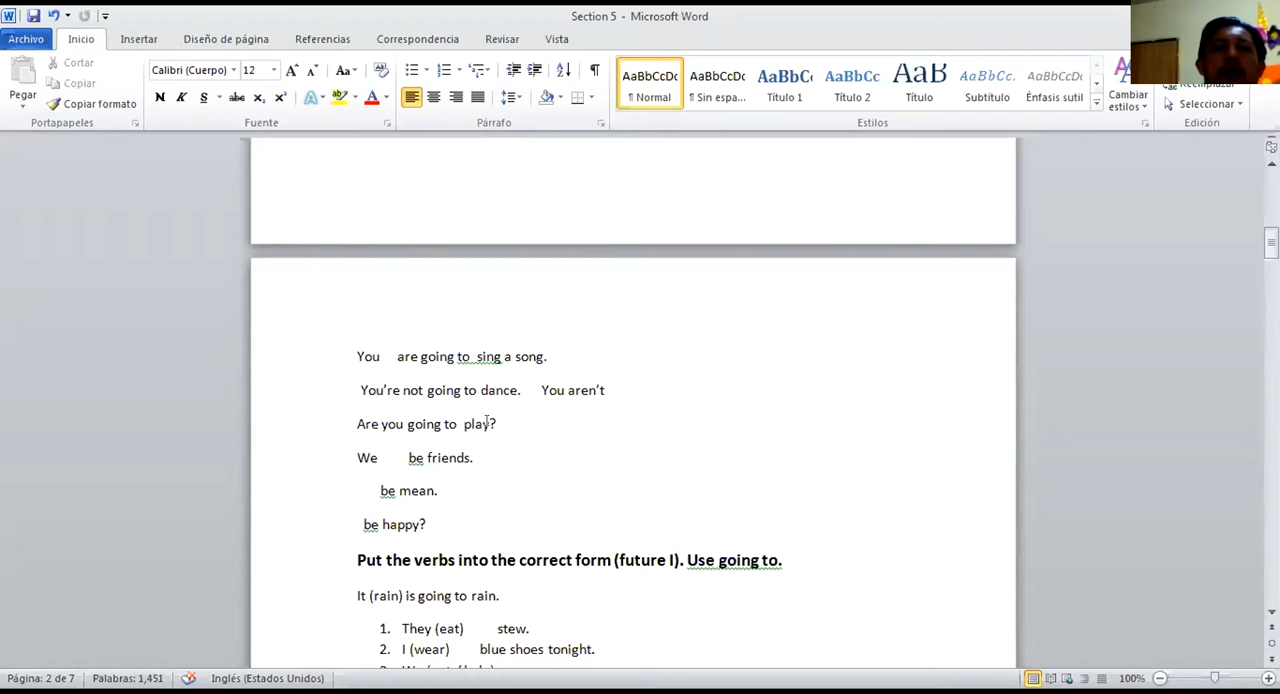 Section 5 - Microsoft Word
Archivo Inicio Insertar Diseño de página Referencias Correspondencia Revisar Vista
Pegar Cortar Copiar Copiar formato
Calibri (Cuerpo) 12
AaBbCcDc AaBbCcDc AaBbC AaBbCc AaB AaBbCc. AaBbCcDc
¶ Normal ¶ Sin espa... Título 1 Título 2 Título Subtítulo Énfasis sutil
Cambiar estilos
Seleccionar
Portapapeles Fuente Párrafo Estilos Edición
You are going to sing a song.
You’re not going to dance. You aren’t
Are you going to play?
We be friends.
be mean.
be happy?
Put the verbs into the correct form (future I). Use going to.
It (rain) is going to rain.
1. They (eat) stew.
2. I (wear) blue shoes tonight.
Página: 2 de 7 Palabras: 1,451 Inglés (Estados Unidos) 100%